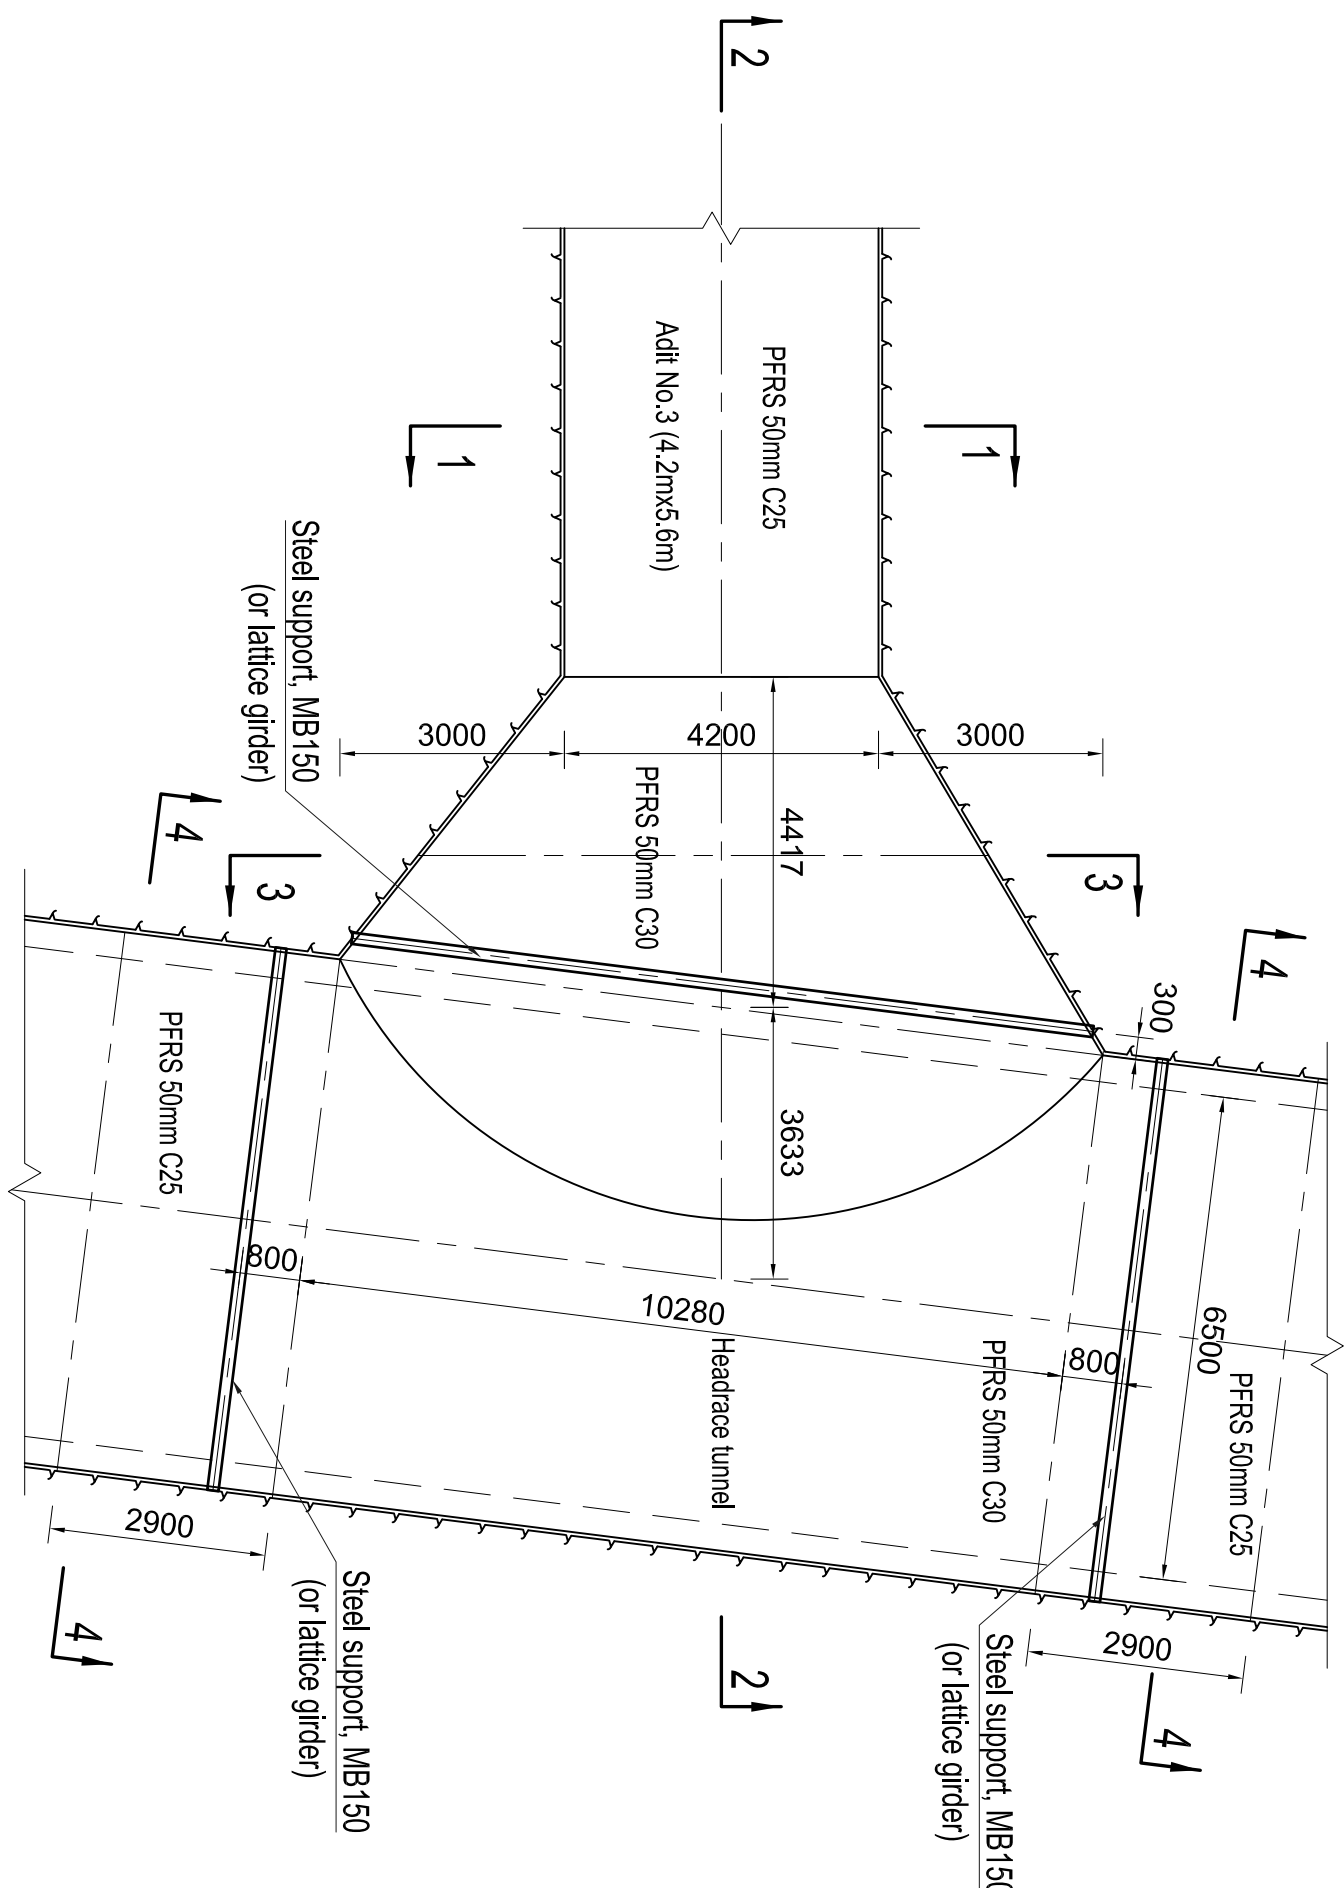 2
PFRS 50mm C25
Adit No.3 (4.2mx5.6m)
1
1
Steel support, MB150
(or lattice girder)
3000
4200
3000
PFRS 50mm C30
4417
4
3
3
4
300
PFRS 50mm C25
3633
800
10280
800
6500
Headrace tunnel
PFRS 50mm C30
PFRS 50mm C25
2900
2900
Steel support, MB150
(or lattice girder)
Steel support, MB150
(or lattice girder)
4
2
4